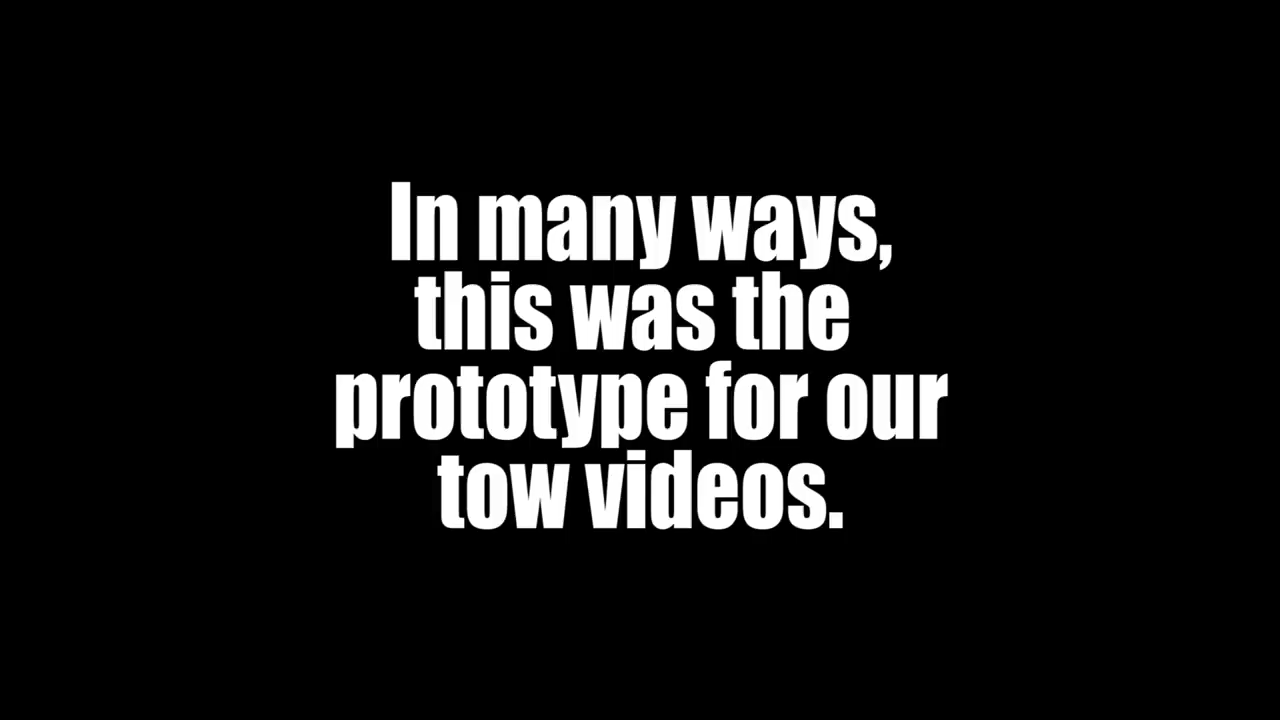 In many ways,
this was the
prototype for our
tow videos.